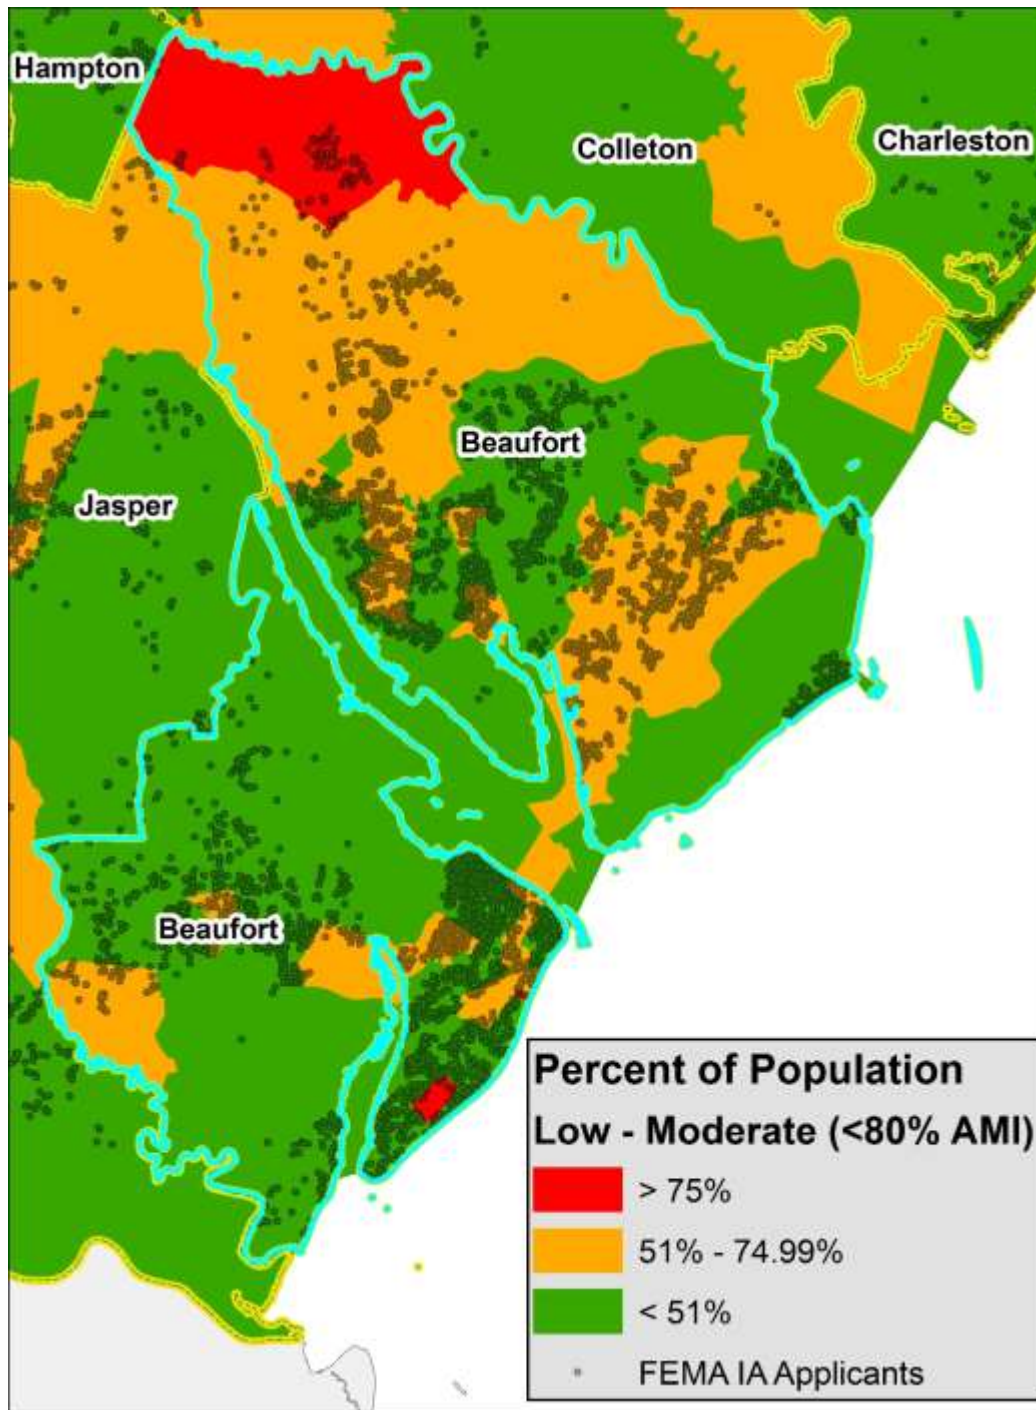 Hampton
Colleton
Charleston
Beaufort
Jasper
Beaufort
Percent of Population
Low - Moderate (<80% AMI)
> 75%
51% - 74.99%
< 51%
FEMA IA Applicants